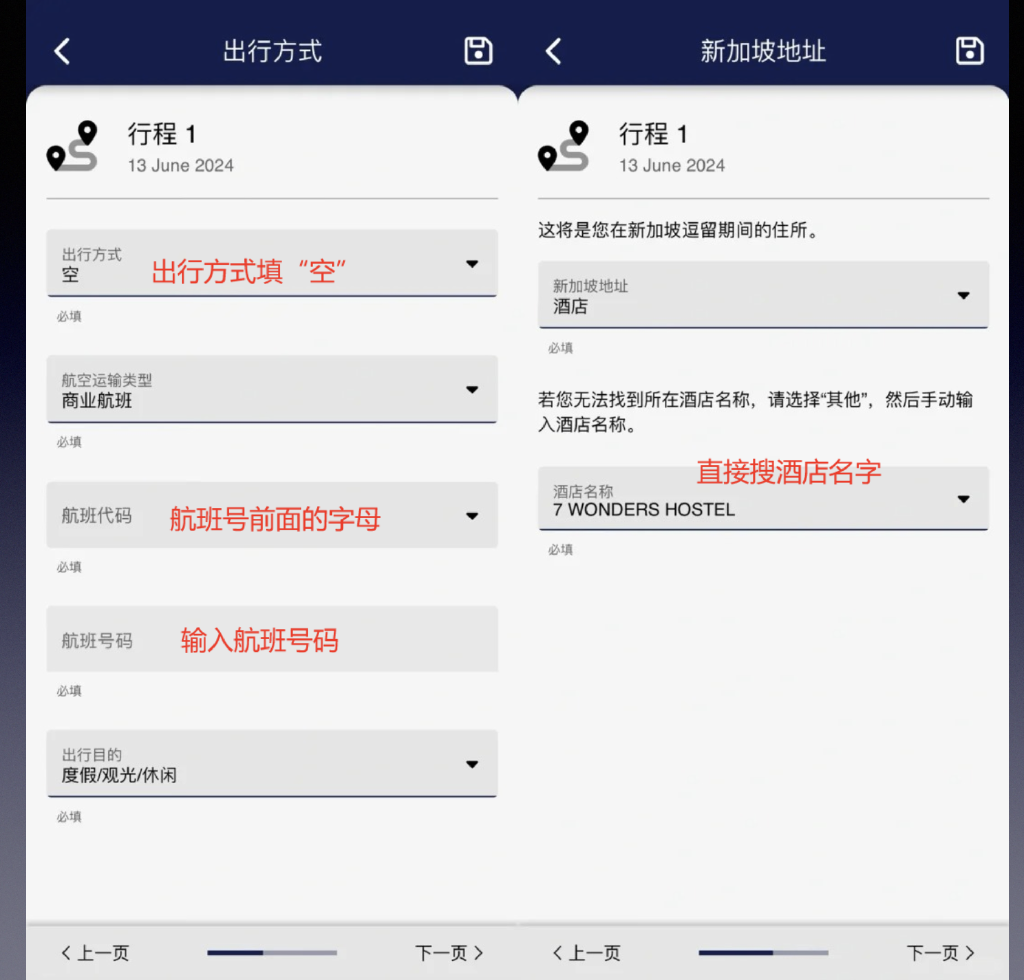 出行方式
行程 1
13 June 2024
出行方式
空
出行方式填“空”
必填
航空运输类型
商业航班
必填
航班代码
航班号前面的字母
必填
航班号码
输入航班号码
必填
出行目的
度假/观光/休闲
必填
上一页
下一页
新加坡地址
行程 1
13 June 2024
这将是您在新加坡逗留期间的住所。
新加坡地址
酒店
必填
若您无法找到所在酒店名称，请选择“其他”，然后手动输
入酒店名称。
直接搜酒店名字
酒店名称
7 WONDERS HOSTEL
必填
上一页
下一页